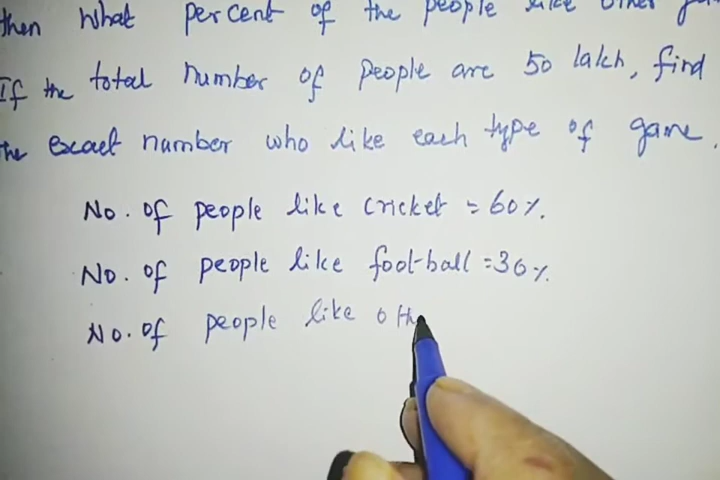 then What percent of the people like other
If the total number of people are 50 lakh, find
the exact number who like each type of game.
No. of people like cricket = 60%.
No. of people like foot-ball = 30%.
No. of people like oth